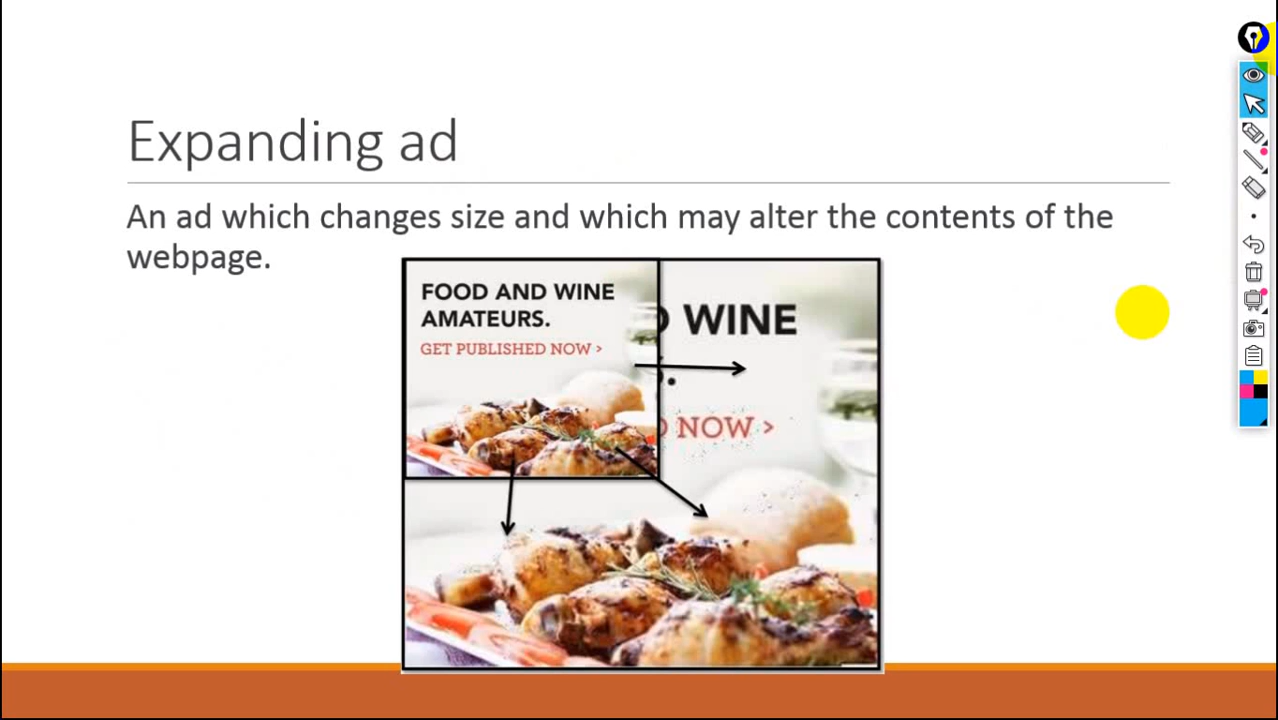 Expanding ad
An ad which changes size and which may alter the contents of the
webpage.
FOOD AND WINE
AMATEURS.
GET PUBLISHED NOW >
WINE
NOW >